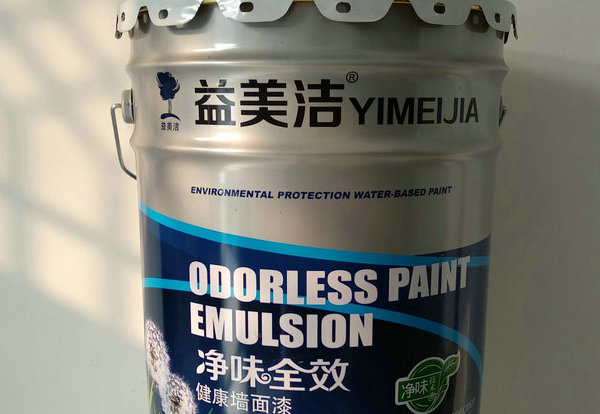 益美洁® YIMEIJIA
益美洁
ENVIRONMENTAL PROTECTION WATER-BASED PAINT
ODORLESS PAINT
EMULSION
净味全效
净味
健康墙面漆